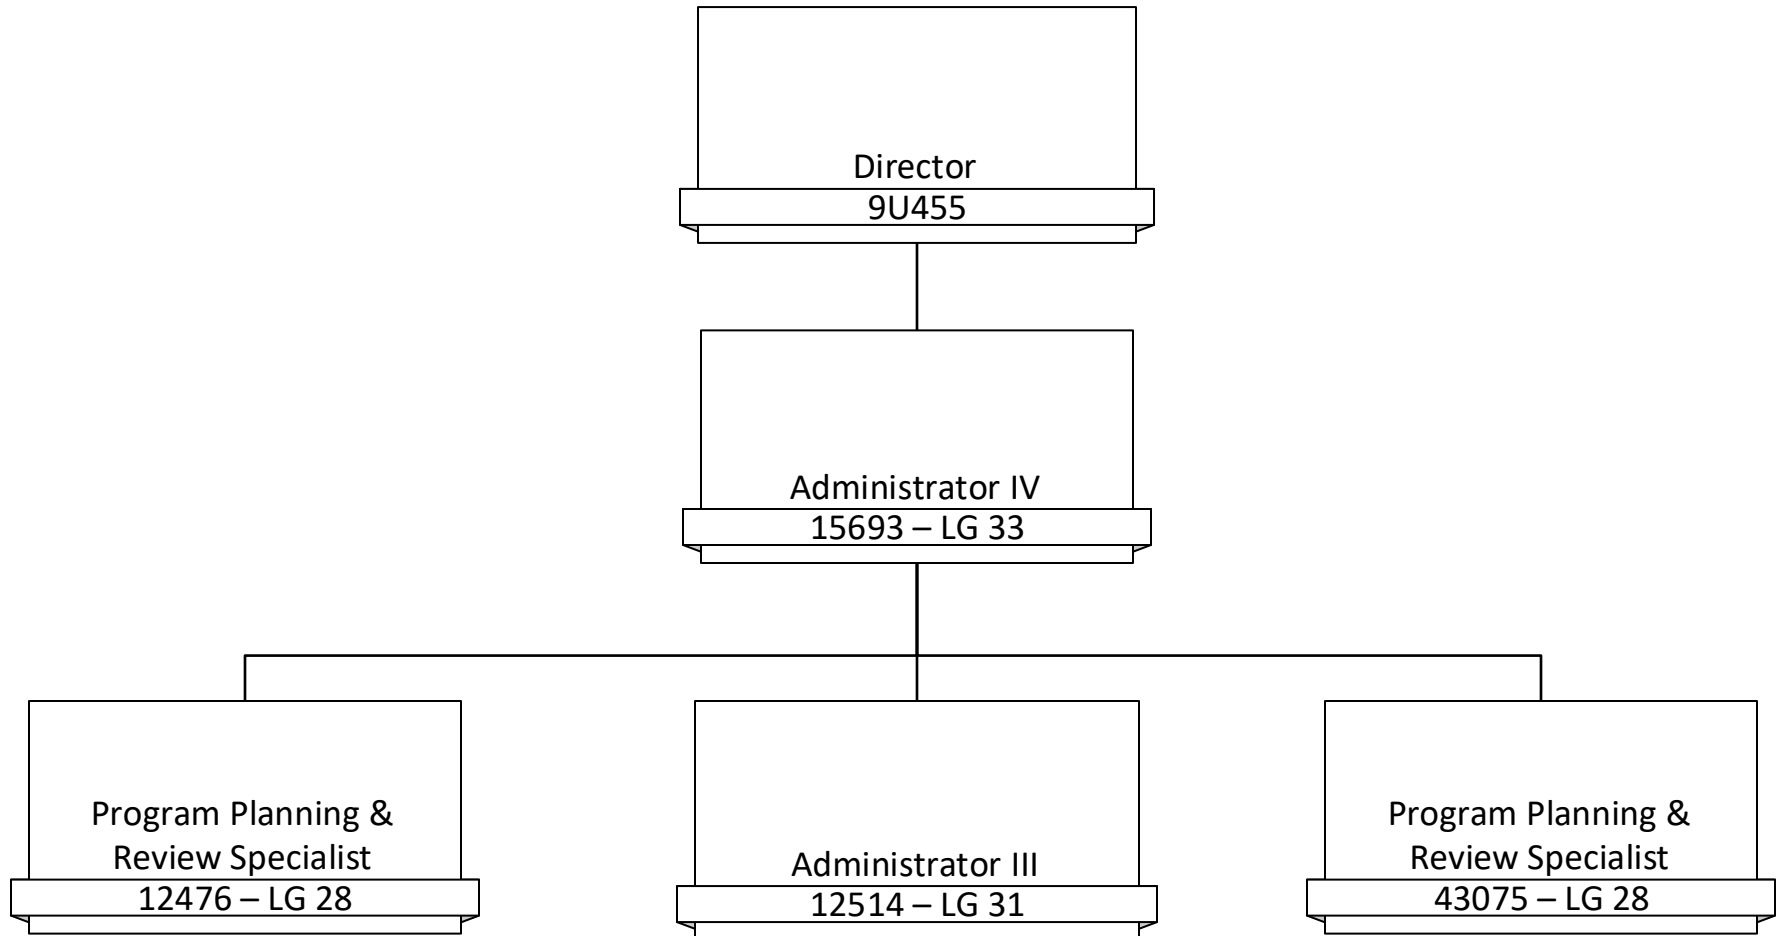 Director
9U455
Administrator IV
15693 – LG 33
Program Planning &
Review Specialist
12476 – LG 28
Administrator III
12514 – LG 31
Program Planning &
Review Specialist
43075 – LG 28